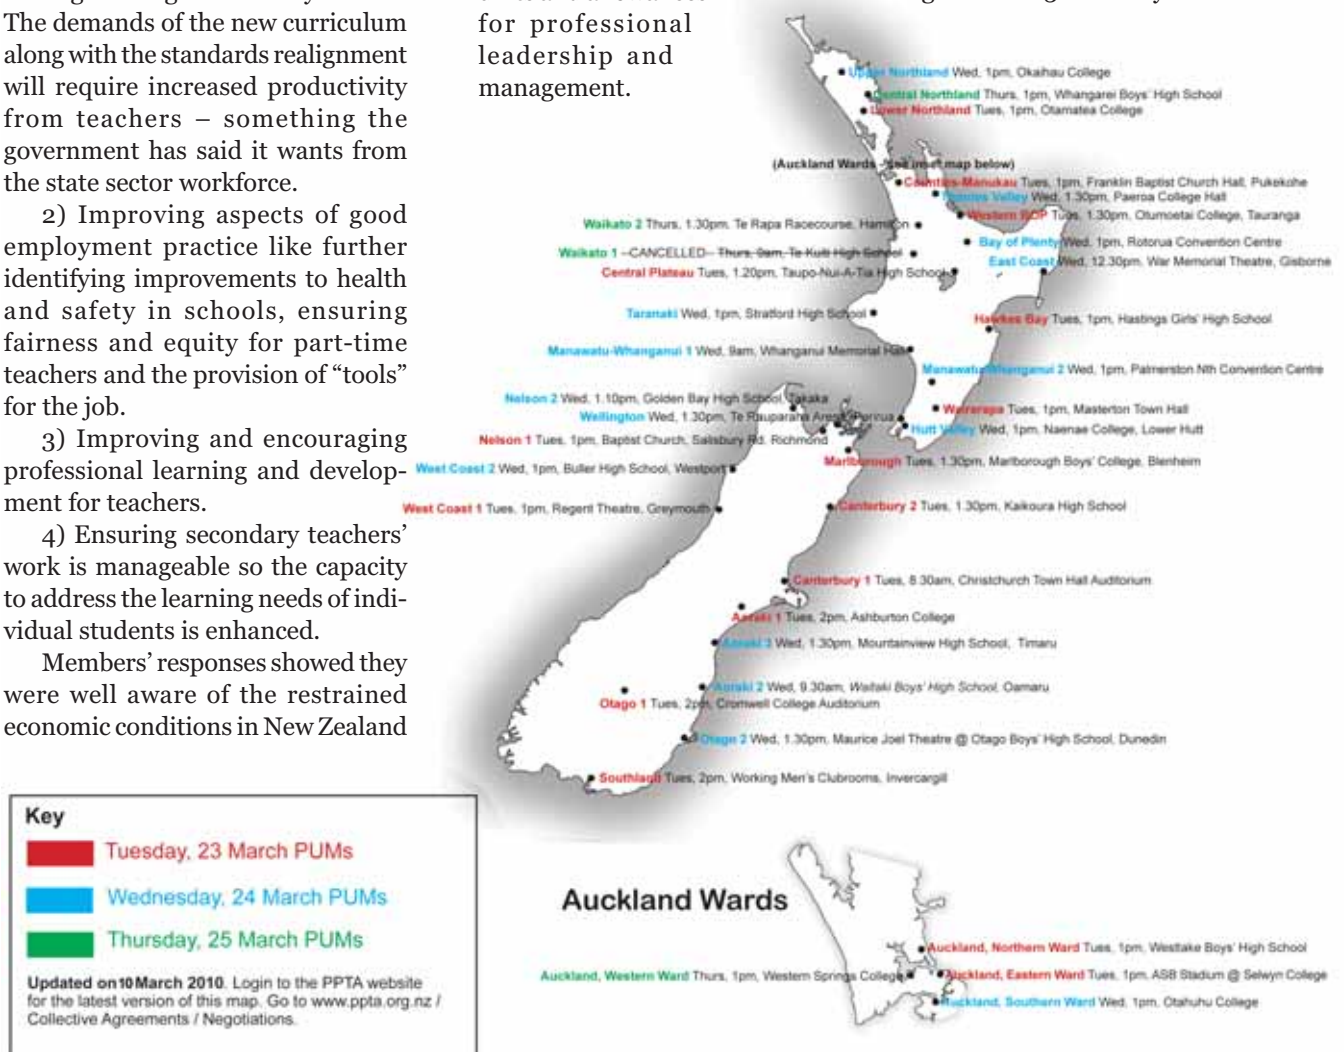 The demands of the new curriculum
along with the standards realignment
will require increased productivity
from teachers – something the
government has said it wants from
the state sector workforce.
2) Improving aspects of good
employment practice like further
identifying improvements to health
and safety in schools, ensuring
fairness and equity for part-time
teachers and the provision of “tools”
for the job.
3) Improving and encouraging
professional learning and develop-
ment for teachers.
4) Ensuring secondary teachers’
work is manageable so the capacity
to address the learning needs of indi-
vidual students is enhanced.
Members’ responses showed they
were well aware of the restrained
economic conditions in New Zealand
for professional
leadership and
management.
Upper Northland Wed, 1pm, Okaihau College
Central Northland Thurs, 1pm, Whangarei Boys' High School
Lower Northland Tues, 1pm, Otamatea College
(Auckland Wards - see inset map below)
Counties-Manukau Tues, 1pm, Franklin Baptist Church Hall, Pukekohe
Thames Valley Wed, 1.30pm, Paeroa College Hall
Western BOP Tues, 1.30pm, Otumoetai College, Tauranga
Waikato 2 Thurs, 1.30pm, Te Rapa Racecourse, Hamilton
Bay of Plenty Wed, 1pm, Rotorua Convention Centre
Waikato 1 --CANCELLED-- Thurs, 9am, Te Kuiti High School
East Coast Wed, 12.30pm, War Memorial Theatre, Gisborne
Central Plateau Tues, 1.20pm, Taupo-Nui-A-Tia High School
Taranaki Wed, 1pm, Stratford High School
Hawkes Bay Tues, 1pm, Hastings Girls' High School
Manawatu-Whanganui 1 Wed, 9am, Whanganui Memorial Hall
Manawatu-Whanganui 2 Wed, 1pm, Palmerston Nth Convention Centre
Nelson 2 Wed, 1.10pm, Golden Bay High School, Takaka
Wairarapa Tues, 1pm, Masterton Town Hall
Wellington Wed, 1.30pm, Te Rauparaha Arena, Porirua
Hutt Valley Wed, 1pm, Naenae College, Lower Hutt
Nelson 1 Tues, 1pm, Baptist Church, Salisbury Rd. Richmond
Marlborough Tues, 1.30pm, Marlborough Boys' College, Blenheim
West Coast 2 Wed, 1pm, Buller High School, Westport
West Coast 1 Tues, 1pm, Regent Theatre, Greymouth
Canterbury 2 Tues, 1.30pm, Kaikoura High School
Canterbury 1 Tues, 8.30am, Christchurch Town Hall Auditorium
Aoraki 1 Tues, 2pm, Ashburton College
Aoraki 3 Wed, 1.30pm, Mountainview High School, Timaru
Aoraki 2 Wed, 9.30am, Waitaki Boys' High School, Oamaru
Otago 1 Tues, 2pm, Cromwell College Auditorium
Otago 2 Wed, 1.30pm, Maurice Joel Theatre @ Otago Boys' High School, Dunedin
Southland Tues, 2pm, Working Men's Clubrooms, Invercargill
Key
Tuesday, 23 March PUMs
Wednesday, 24 March PUMs
Thursday, 25 March PUMs
Updated on 10 March 2010. Login to the PPTA website
for the latest version of this map. Go to www.ppta.org.nz /
Collective Agreements / Negotiations.
Auckland Wards
Auckland, Northern Ward Tues, 1pm, Westlake Boys' High School
Auckland, Western Ward Thurs, 1pm, Western Springs College
Auckland, Eastern Ward Tues, 1pm, ASB Stadium @ Selwyn College
Auckland, Southern Ward Wed, 1pm, Otahuhu College